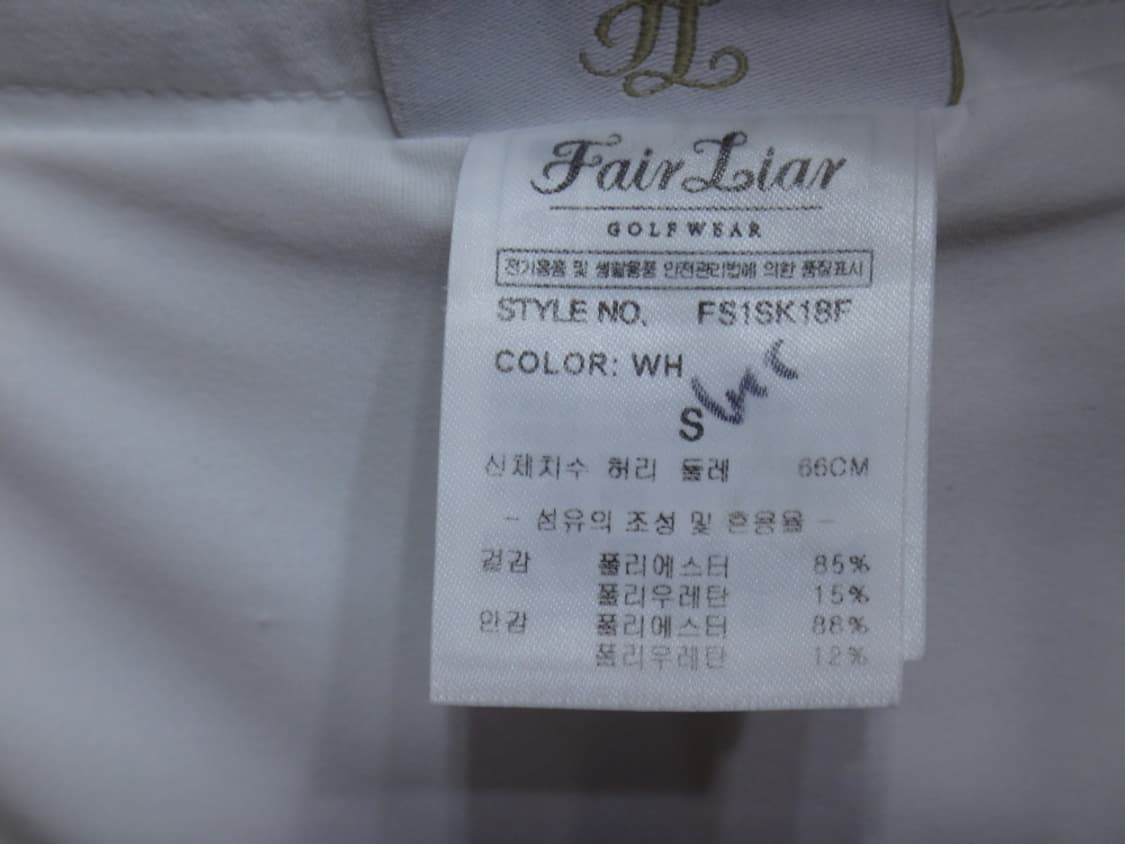 Fair Liar
GOLFWEAR
전기용품 및 생활용품 안전관리법에 의한 품질표시
STYLE NO. FS1SK18F
COLOR: WH
S
신체치수 허리 둘레 66CM
- 섬유의 조성 및 혼용율 -
겉감 폴리에스터 85%
폴리우레탄 15%
안감 폴리에스터 88%
폴리우레탄 12%